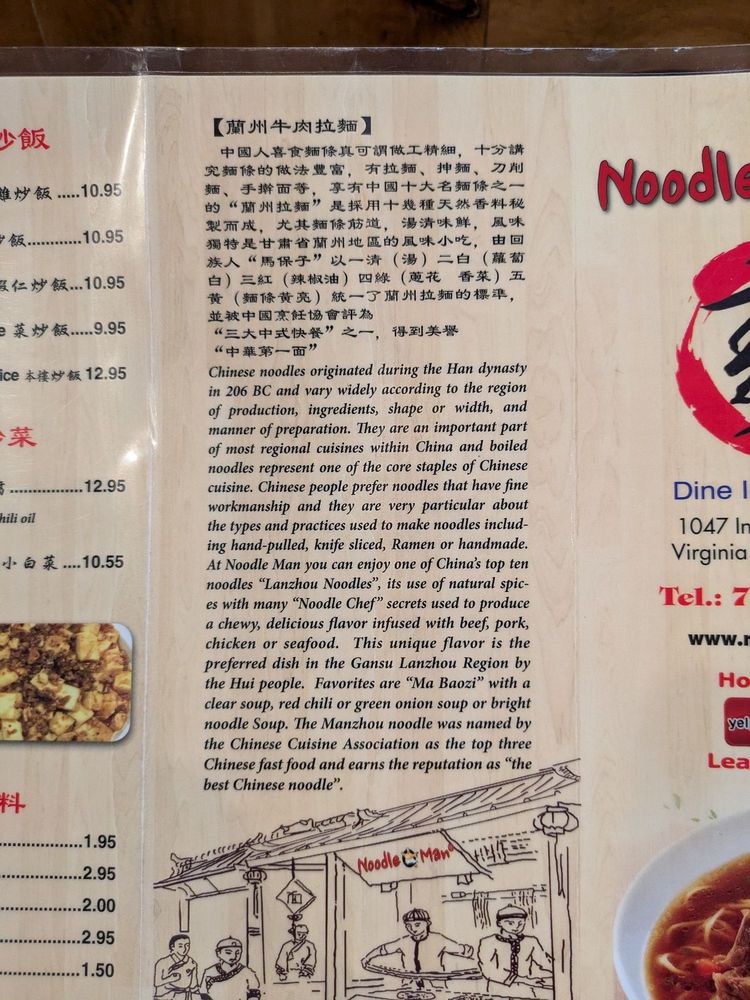 炒飯
雞炒飯 .....10.95
炒飯............10.95
蝦仁炒飯...10.95
菜炒飯.....9.95
本樓炒飯 12.95
菜
................12.95
hili oil
小白菜 ....10.55
料
1.95
2.95
2.00
2.95
1.50
【蘭州牛肉拉麵】
中國人喜食麵條真可謂做工精細，十分講
究麵條的做法豐富，有拉麵、抻麵、刀削
麵、手擀面等，享有中國十大名麵條之一
的“蘭州拉麵”是採用十幾種天然香料秘
製而成，尤其麵條筋道，湯清味鮮，風味
獨特是甘肅省蘭州地區的風味小吃，由回
族人“馬保子”以一清（湯）二白（蘿蔔
白）三紅（辣椒油）四綠（蔥花 香菜）五
黃（麵條黃亮）統一了蘭州拉麵的標準，
並被中國烹飪協會評為
“三大中式快餐”之一，得到美譽
“中華第一面”
Chinese noodles originated during the Han dynasty
in 206 BC and vary widely according to the region
of production, ingredients, shape or width, and
manner of preparation. They are an important part
of most regional cuisines within China and boiled
noodles represent one of the core staples of Chinese
cuisine. Chinese people prefer noodles that have fine
workmanship and they are very particular about
the types and practices used to make noodles includ-
ing hand-pulled, knife sliced, Ramen or handmade.
At Noodle Man you can enjoy one of China's top ten
noodles “Lanzhou Noodles”, its use of natural spic-
es with many “Noodle Chef” secrets used to produce
a chewy, delicious flavor infused with beef, pork,
chicken or seafood. This unique flavor is the
preferred dish in the Gansu Lanzhou Region by
the Hui people. Favorites are “Ma Baozi” with a
clear soup, red chili or green onion soup or bright
noodle Soup. The Manzhou noodle was named by
the Chinese Cuisine Association as the top three
Chinese fast food and earns the reputation as “the
best Chinese noodle”.
Noodle Man
面
Noodle
Dine I
1047 In
Virginia
Tel.: 7
www.
Ho
yel
Lea